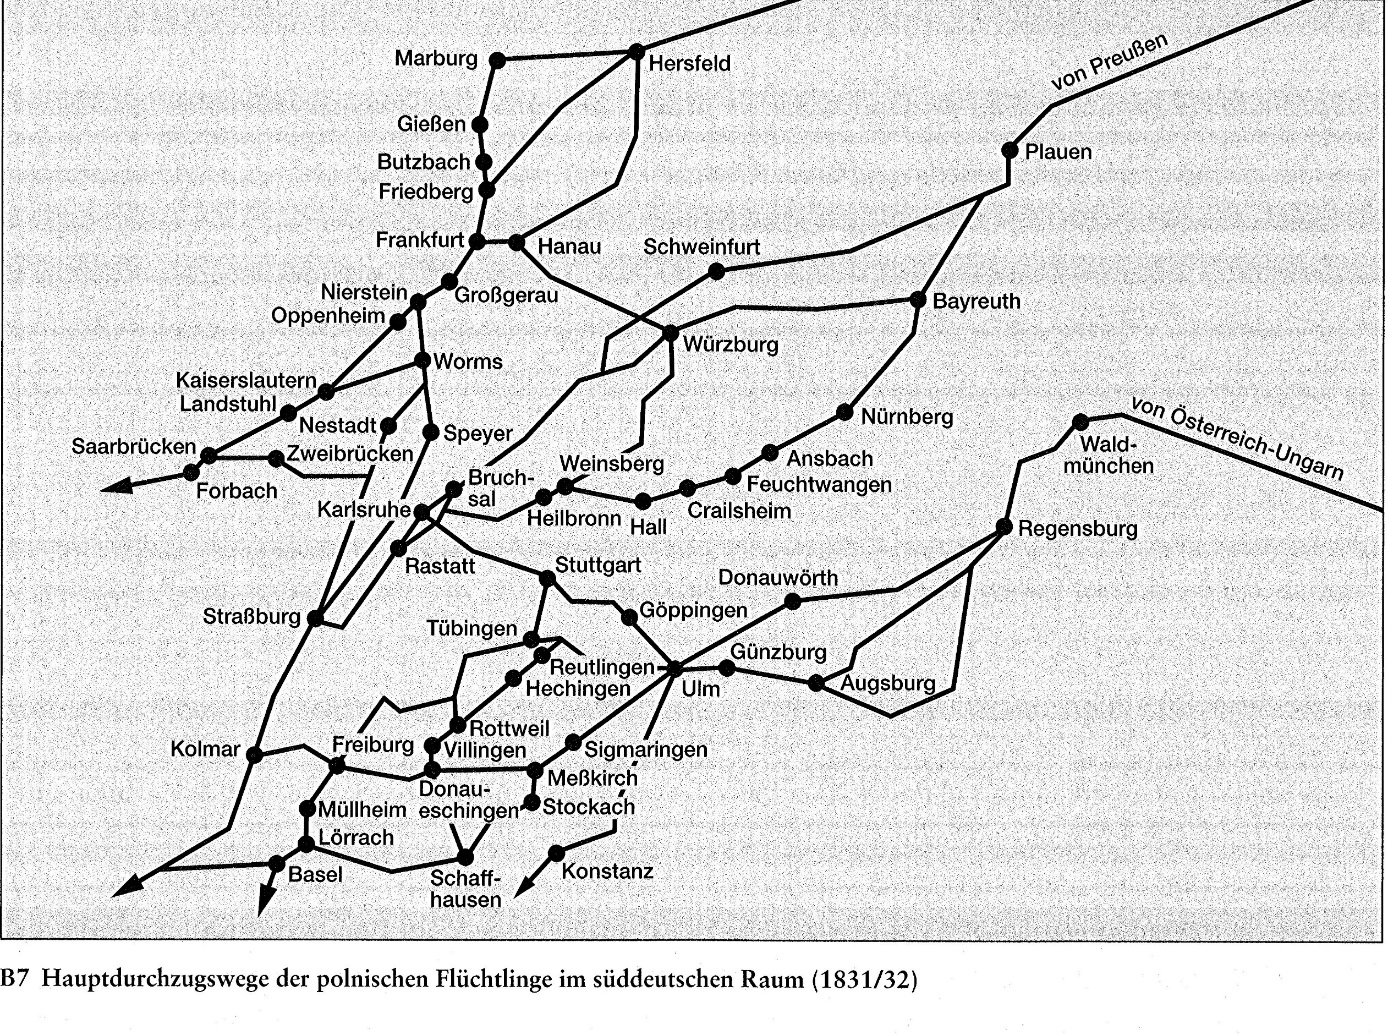 Marburg
Hersfeld
von Preußen
Gießen
Butzbach
Friedberg
Plauen
Frankfurt
Hanau
Schweinfurt
Nierstein
Großgerau
Oppenheim
Bayreuth
Würzburg
Worms
Kaiserslautern
Landstuhl
Nestadt
Speyer
Nürnberg
von Österreich-Ungarn
Wald-
münchen
Saarbrücken
Zweibrücken
Weinsberg
Ansbach
Forbach
Bruch-
sal
Feuchtwangen
Karlsruhe
Heilbronn
Hall
Crailsheim
Regensburg
Rastatt
Stuttgart
Donauwörth
Straßburg
Göppingen
Tübingen
Reutlingen
Günzburg
Hechingen
Ulm
Augsburg
Rottweil
Kolmar
Freiburg
Villingen
Sigmaringen
Meßkirch
Donau-
eschingen
Müllheim
Stockach
Lörrach
Basel
Schaff-
hausen
Konstanz
B7 Hauptdurchzugswege der polnischen Flüchtlinge im süddeutschen Raum (1831/32)